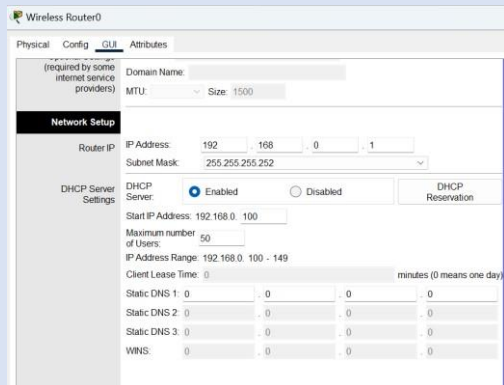 Wireless Router0
Physical Config GUI Attributes
(required by some
internet service
providers)
Domain Name:
MTU: Size: 1500
Network Setup
Router IP
IP Address: 192 . 168 . 0 . 1
Subnet Mask: 255.255.255.252
DHCP Server
Settings
DHCP
Server: Enabled Disabled DHCP
Reservation
Start IP Address: 192.168.0. 100
Maximum number
of Users: 50
IP Address Range: 192.168.0. 100 - 149
Client Lease Time: 0 minutes (0 means one day)
Static DNS 1: 0 . 0 . 0 . 0
Static DNS 2: 0 . 0 . 0 . 0
Static DNS 3: 0 . 0 . 0 . 0
WINS: 0 . 0 . 0 . 0